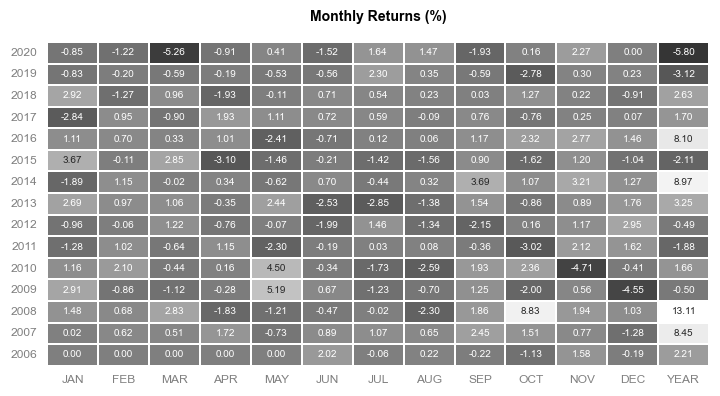 Monthly Returns (%)
2020 -0.85 -1.22 -5.26 -0.91 0.41 -1.52 1.64 1.47 -1.93 0.16 2.27 0.00 -5.80
2019 -0.83 -0.20 -0.59 -0.19 -0.53 -0.56 2.30 0.35 -0.59 -2.78 0.30 0.23 -3.12
2018 2.92 -1.27 0.96 -1.93 -0.11 0.71 0.54 0.23 0.03 1.27 0.22 -0.91 2.63
2017 -2.84 0.95 -0.90 1.93 1.11 0.72 0.59 -0.09 0.76 -0.76 0.25 0.07 1.70
2016 1.11 0.70 0.33 1.01 -2.41 -0.71 0.12 0.06 1.17 2.32 2.77 1.46 8.10
2015 3.67 -0.11 2.85 -3.10 -1.46 -0.21 -1.42 -1.56 0.90 -1.62 1.20 -1.04 -2.11
2014 -1.89 1.15 -0.02 0.34 -0.62 0.70 -0.44 0.32 3.69 1.07 3.21 1.27 8.97
2013 2.69 0.97 1.06 -0.35 2.44 -2.53 -2.85 -1.38 1.54 -0.86 0.89 1.76 3.25
2012 -0.96 -0.06 1.22 -0.76 -0.07 -1.99 1.46 -1.34 -2.15 0.16 1.17 2.95 -0.49
2011 -1.28 1.02 -0.64 1.15 -2.30 -0.19 0.03 0.08 -0.36 -3.02 2.12 1.62 -1.88
2010 1.16 2.10 -0.44 0.16 4.50 -0.34 -1.73 -2.59 1.93 2.36 -4.71 -0.41 1.66
2009 2.91 -0.86 -1.12 -0.28 5.19 0.67 -1.23 -0.70 1.25 -2.00 0.56 -4.55 -0.50
2008 1.48 0.68 2.83 -1.83 -1.21 -0.47 -0.02 -2.30 1.86 8.83 1.94 1.03 13.11
2007 0.02 0.62 0.51 1.72 -0.73 0.89 1.07 0.65 2.45 1.51 0.77 -1.28 8.45
2006 0.00 0.00 0.00 0.00 0.00 2.02 -0.06 0.22 -0.22 -1.13 1.58 -0.19 2.21
JAN FEB MAR APR MAY JUN JUL AUG SEP OCT NOV DEC YEAR